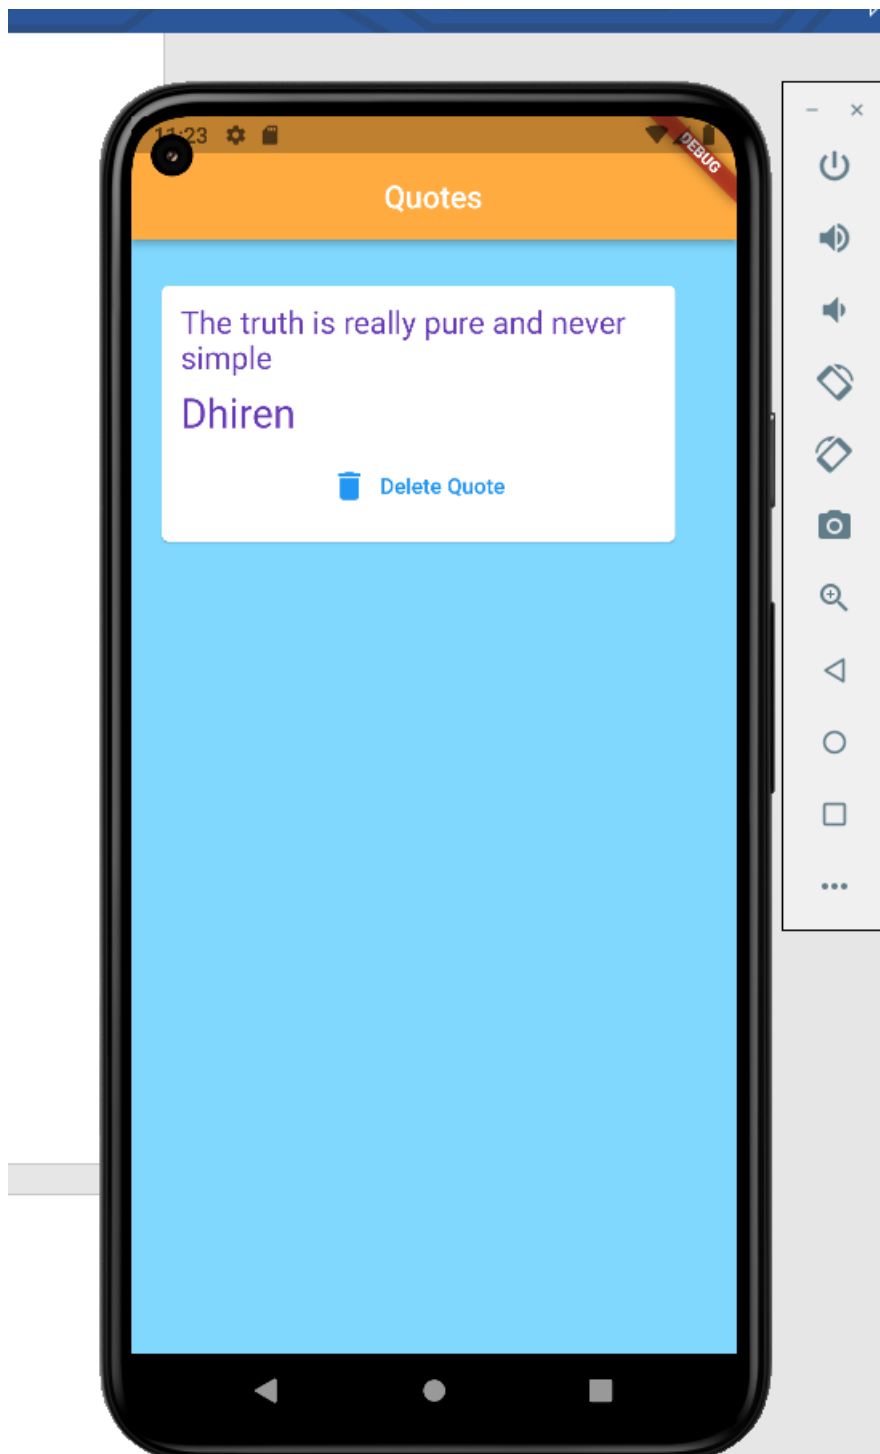 11:23
DEBUG
Quotes
The truth is really pure and never
simple
Dhiren
Delete Quote